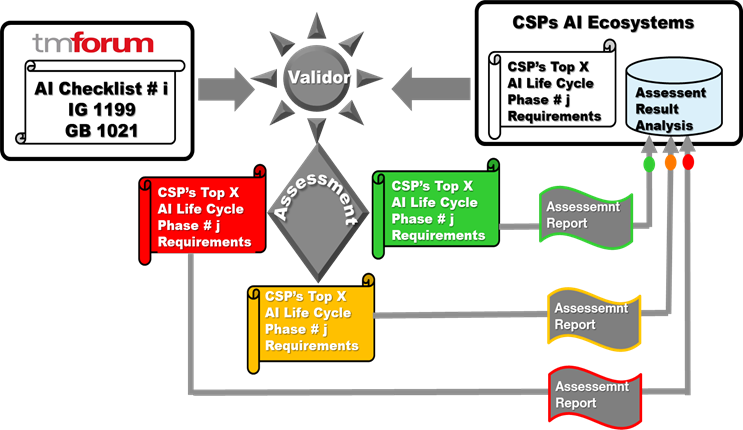 tmforum
AI Checklist # i
IG 1199
GB 1021
Validor
CSPs AI Ecosystems
CSP's Top X
AI Life Cycle
Phase # j
Requirements
Assessent
Result
Analysis
Assessment
CSP's Top X
AI Life Cycle
Phase # j
Requirements
CSP's Top X
AI Life Cycle
Phase # j
Requirements
Assessemnt
Report
CSP's Top X
AI Life Cycle
Phase # j
Requirements
Assessemnt
Report
Assessemnt
Report